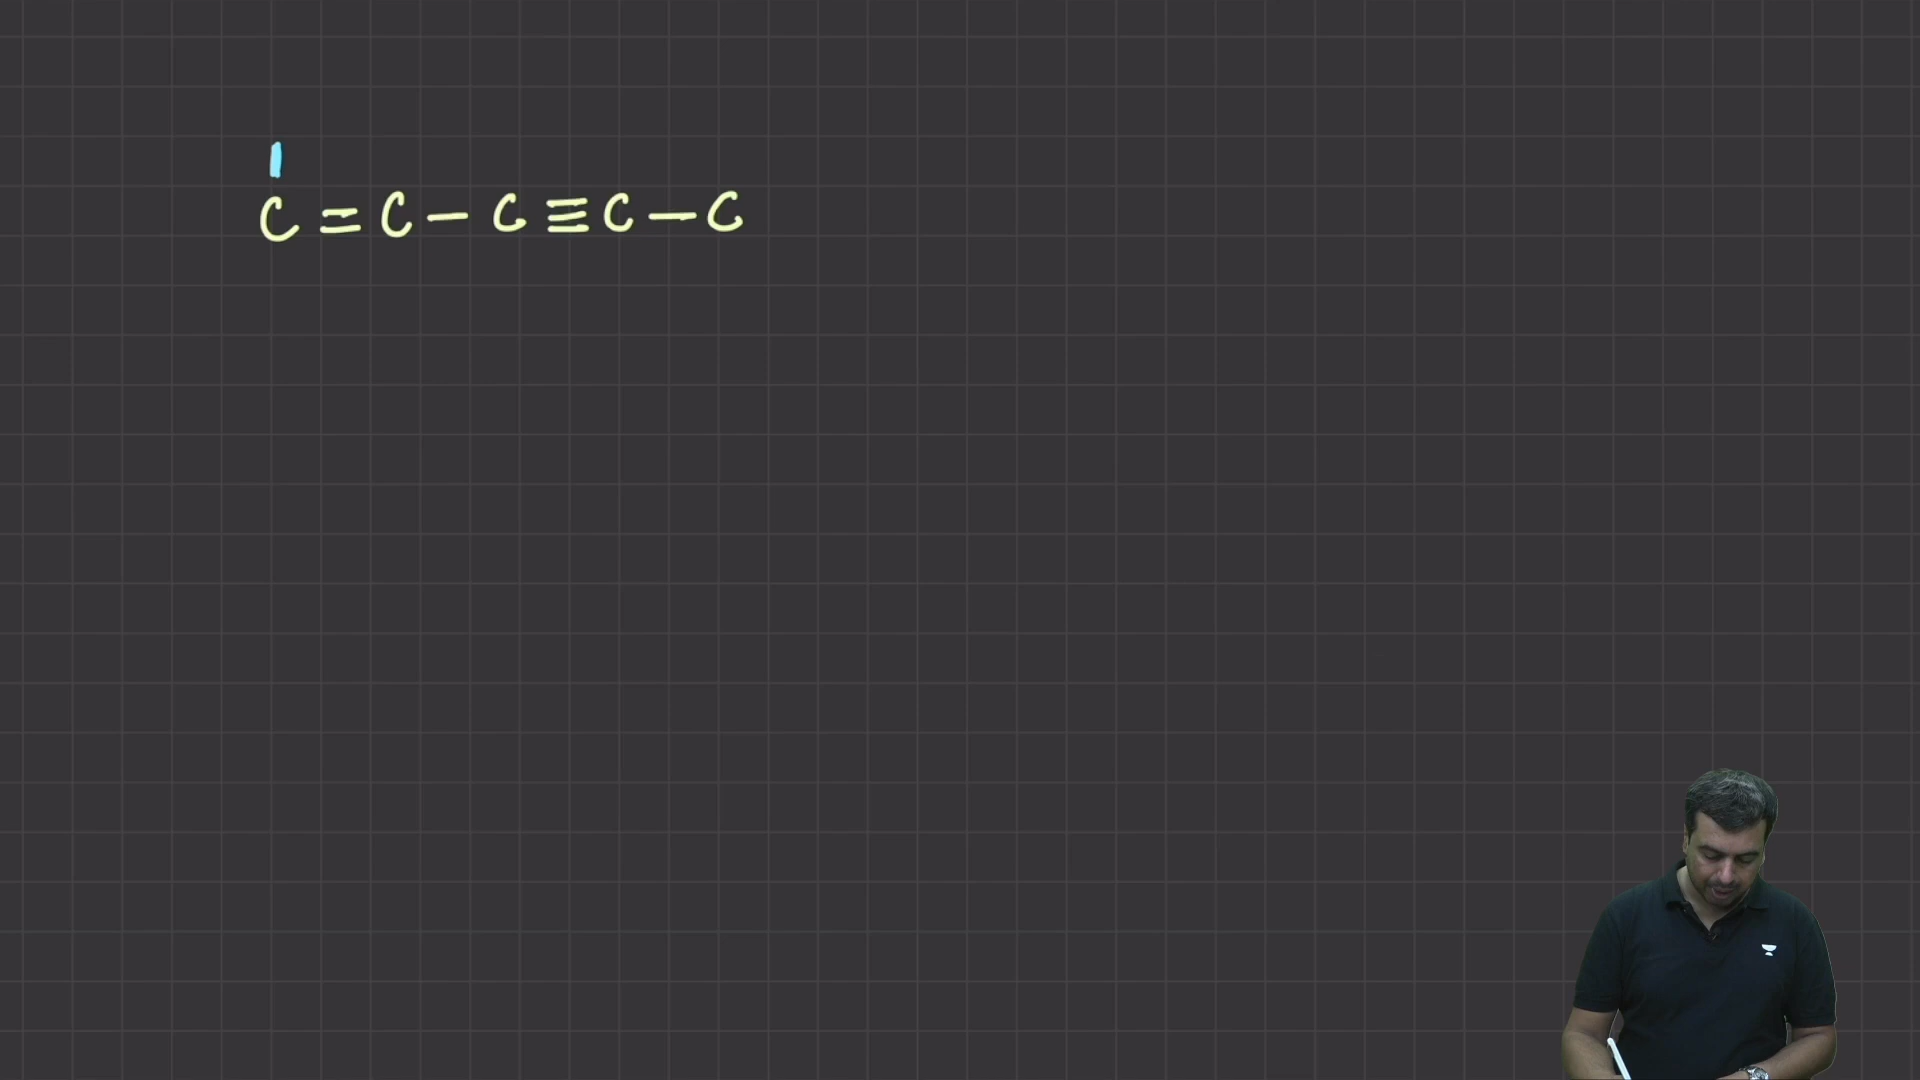 1
C = C – C ≡ C – C